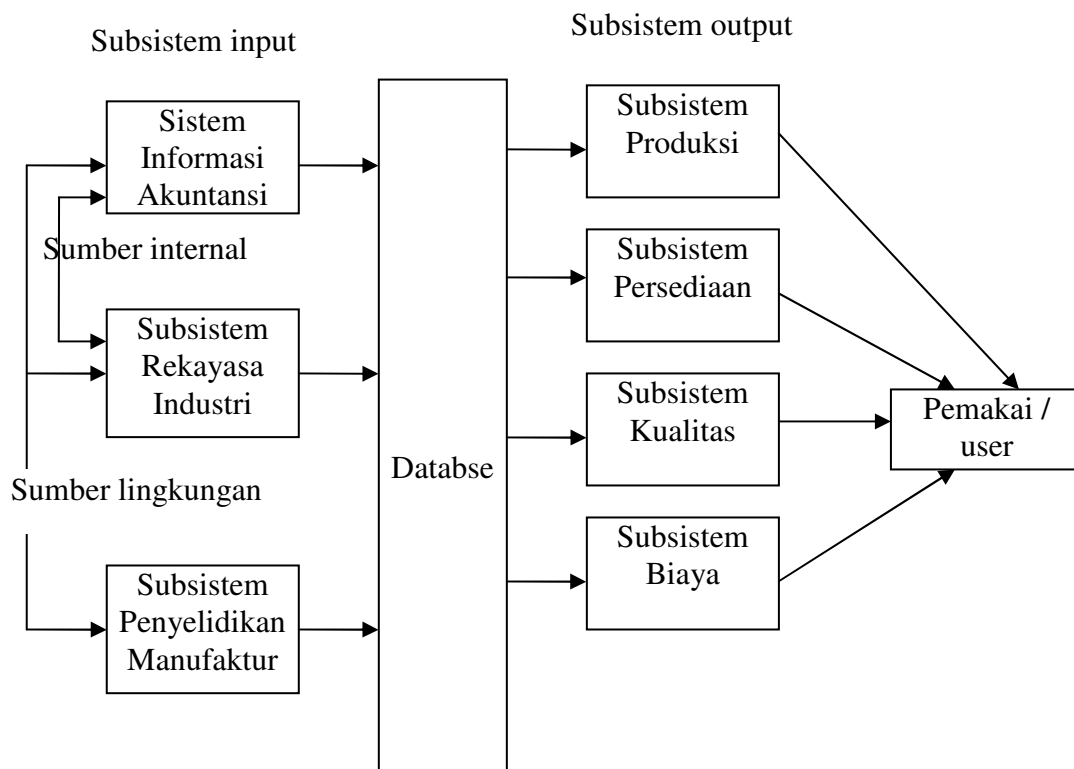 Subsistem input
Subsistem output
Sistem
Informasi
Akuntansi
Sumber internal
Subsistem
Rekayasa
Industri
Sumber lingkungan
Subsistem
Penyelidikan
Manufaktur
Databse
Subsistem
Produksi
Subsistem
Persediaan
Subsistem
Kualitas
Subsistem
Biaya
Pemakai /
user